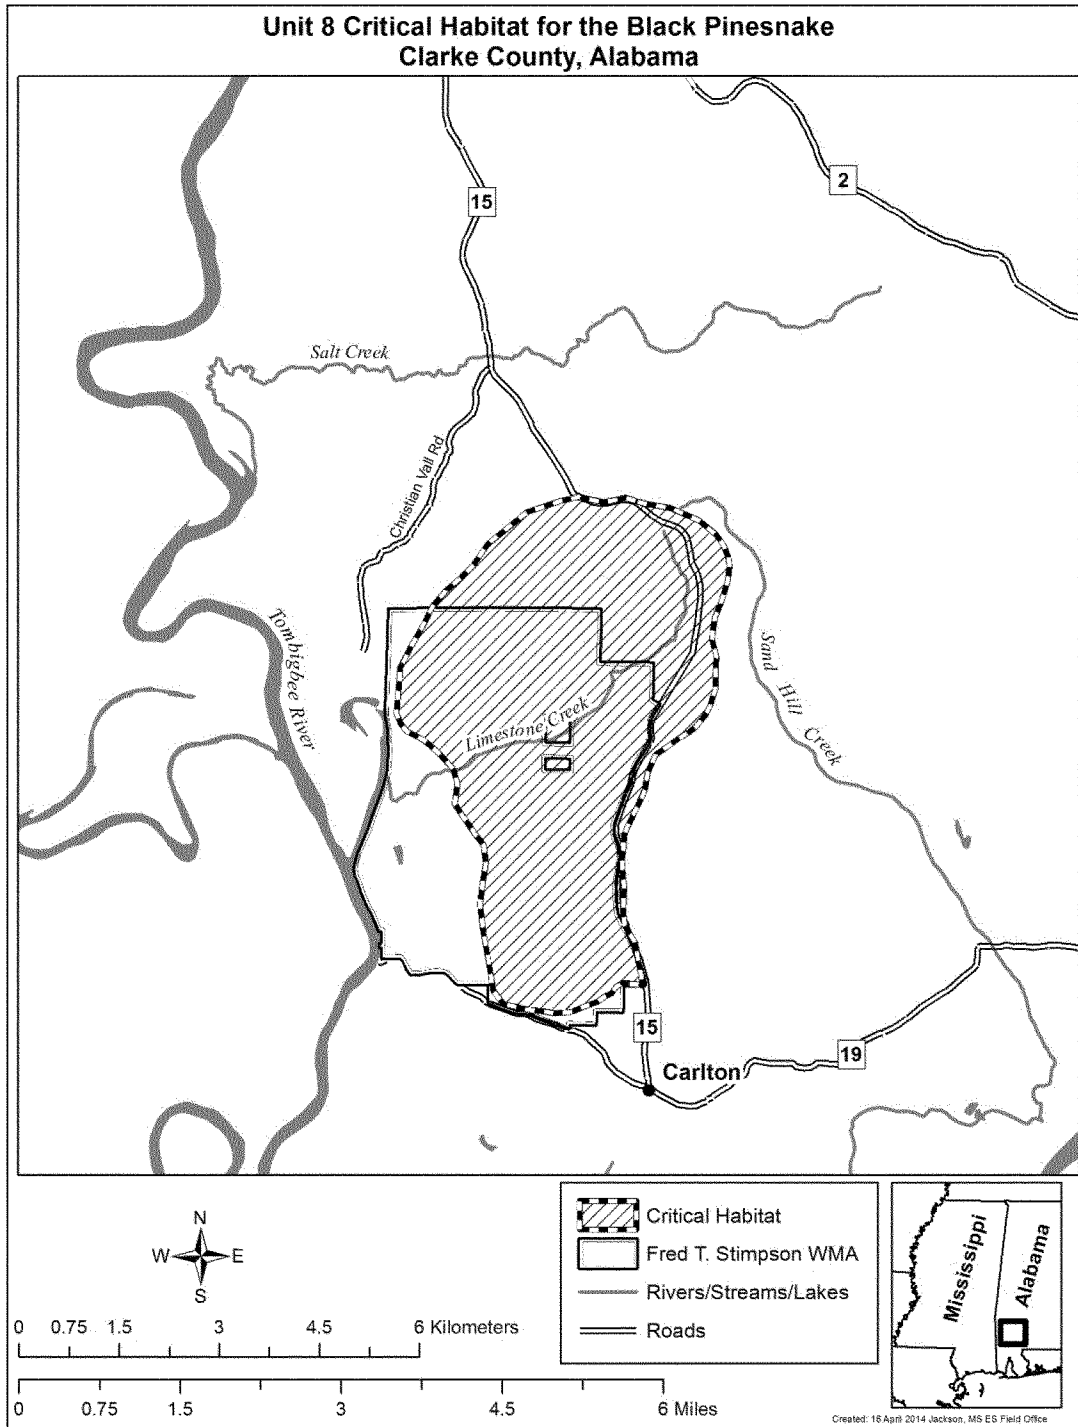 Unit 8 Critical Habitat for the Black Pinesnake
Clarke County, Alabama
2
15
Salt Creek
Christian Vall Rd
Tombigbee River
Sand Hill Creek
Limestone Creek
15
19
Carlton
N
W E
S
0 0.75 1.5 3 4.5 6 Kilometers
0 0.75 1.5 3 4.5 6 Miles
Critical Habitat
Fred T. Stimpson WMA
Rivers/Streams/Lakes
Roads
Mississippi
Alabama
Created: 16 April 2014 Jackson, MS ES Field Office